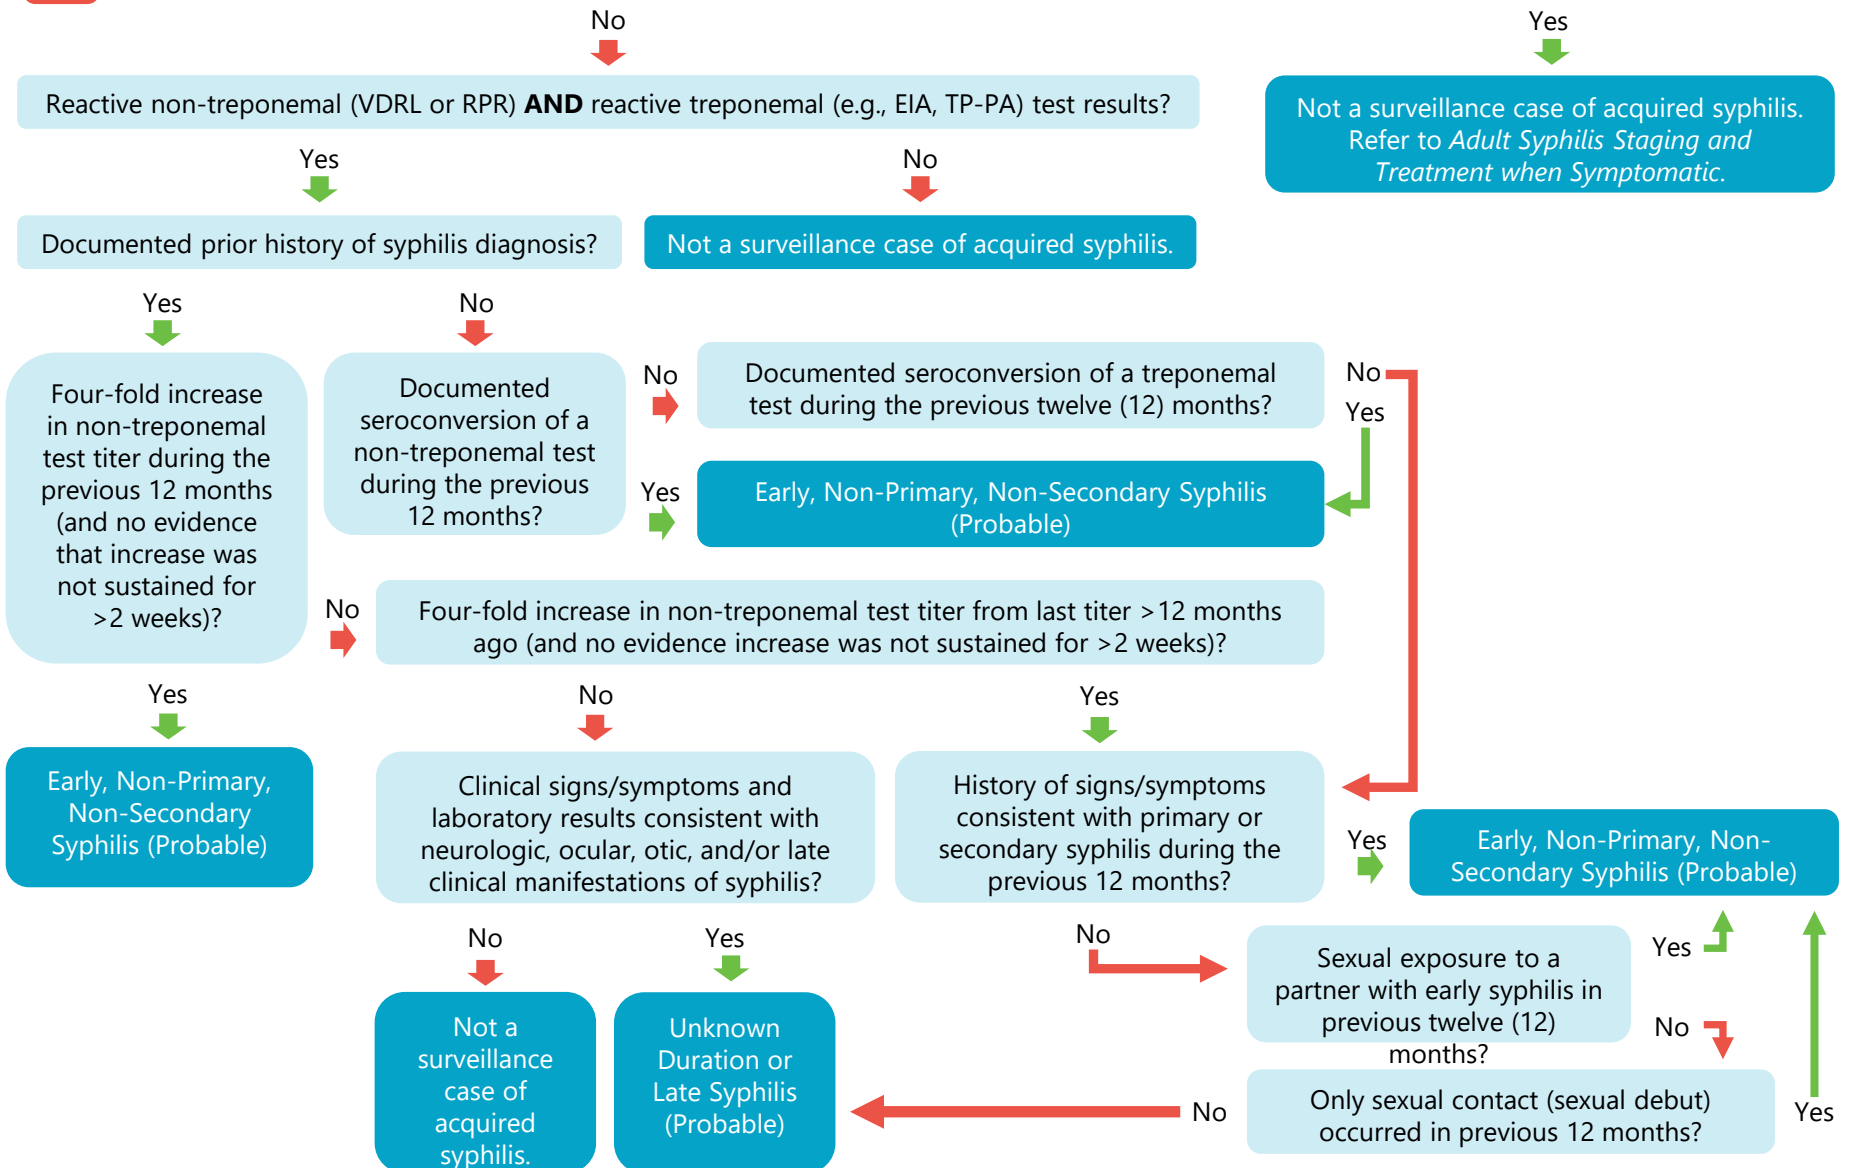 No
Yes
Reactive non-treponemal (VDRL or RPR) AND reactive treponemal (e.g., EIA, TP-PA) test results?
Not a surveillance case of acquired syphilis.
Refer to Adult Syphilis Staging and
Treatment when Symptomatic.
Yes
No
Documented prior history of syphilis diagnosis?
Not a surveillance case of acquired syphilis.
Yes
No
Four-fold increase
in non-treponemal
test titer during the
previous 12 months
(and no evidence
that increase was
not sustained for
>2 weeks)?
Documented
seroconversion of a
non-treponemal test
during the previous
12 months?
No
Documented seroconversion of a treponemal
test during the previous twelve (12) months?
No
Yes
Yes
Early, Non-Primary, Non-Secondary Syphilis
(Probable)
No
Four-fold increase in non-treponemal test titer from last titer >12 months
ago (and no evidence increase was not sustained for >2 weeks)?
Yes
No
Yes
Early, Non-Primary,
Non-Secondary
Syphilis (Probable)
Clinical signs/symptoms and
laboratory results consistent with
neurologic, ocular, otic, and/or late
clinical manifestations of syphilis?
History of signs/symptoms
consistent with primary or
secondary syphilis during the
previous 12 months?
Yes
Early, Non-Primary, Non-
Secondary Syphilis (Probable)
No
Yes
No
Sexual exposure to a
partner with early syphilis in
previous twelve (12)
months?
Yes
No
Not a
surveillance
case of
acquired
syphilis.
Unknown
Duration or
Late Syphilis
(Probable)
No
Only sexual contact (sexual debut)
occurred in previous 12 months?
Yes